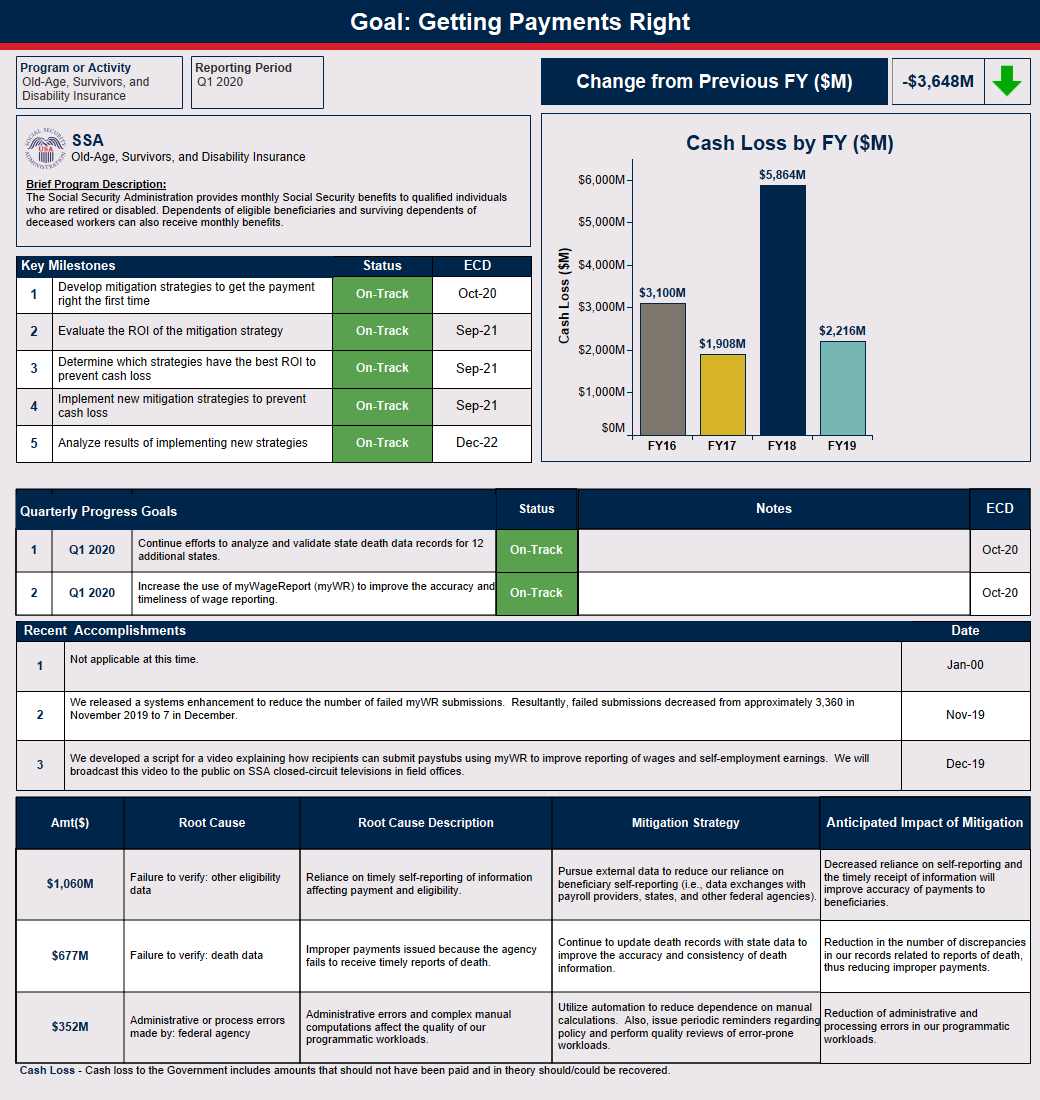 Goal: Getting Payments Right
Program or Activity
Old-Age, Survivors, and
Disability Insurance
Reporting Period
Q1 2020
Change from Previous FY ($M)
-$3,648M
SOCIAL SECURITY
USA
ADMINISTRATION
SSA
Old-Age, Survivors, and Disability Insurance
Brief Program Description:
The Social Security Administration provides monthly Social Security benefits to qualified individuals
who are retired or disabled. Dependents of eligible beneficiaries and surviving dependents of
deceased workers can also receive monthly benefits.
Cash Loss by FY ($M)
Cash Loss ($M)
$6,000M
$5,000M
$4,000M
$3,000M
$2,000M
$1,000M
$0M
$3,100M
$1,908M
$5,864M
$2,216M
FY16 FY17 FY18 FY19
Key Milestones Status ECD
1 Develop mitigation strategies to get the payment
right the first time On-Track Oct-20
2 Evaluate the ROI of the mitigation strategy On-Track Sep-21
3 Determine which strategies have the best ROI to
prevent cash loss On-Track Sep-21
4 Implement new mitigation strategies to prevent
cash loss On-Track Sep-21
5 Analyze results of implementing new strategies On-Track Dec-22
Quarterly Progress Goals Status Notes ECD
1 Q1 2020 Continue efforts to analyze and validate state death data records for 12
additional states. On-Track Oct-20
2 Q1 2020 Increase the use of myWageReport (myWR) to improve the accuracy and
timeliness of wage reporting. On-Track Oct-20
Recent Accomplishments Date
1 Not applicable at this time. Jan-00
2 We released a systems enhancement to reduce the number of failed myWR submissions. Resultantly, failed submissions decreased from approximately 3,360 in
November 2019 to 7 in December. Nov-19
3 We developed a script for a video explaining how recipients can submit paystubs using myWR to improve reporting of wages and self-employment earnings. We will
broadcast this video to the public on SSA closed-circuit televisions in field offices. Dec-19
Amt($) Root Cause Root Cause Description Mitigation Strategy Anticipated Impact of Mitigation
$1,060M
Failure to verify: other eligibility
data
Reliance on timely self-reporting of information
affecting payment and eligibility.
Pursue external data to reduce our reliance on
beneficiary self-reporting (i.e., data exchanges with
payroll providers, states, and other federal agencies).
Decreased reliance on self-reporting and
the timely receipt of information will
improve accuracy of payments to
beneficiaries.
$677M
Failure to verify: death data
Improper payments issued because the agency
fails to receive timely reports of death.
Continue to update death records with state data to
improve the accuracy and consistency of death
information.
Reduction in the number of discrepancies
in our records related to reports of death,
thus reducing improper payments.
$352M
Administrative or process errors
made by: federal agency
Administrative errors and complex manual
computations affect the quality of our
programmatic workloads.
Utilize automation to reduce dependence on manual
calculations. Also, issue periodic reminders regarding
policy and perform quality reviews of error-prone
workloads.
Reduction of administrative and
processing errors in our programmatic
workloads.
Cash Loss - Cash loss to the Government includes amounts that should not have been paid and in theory should/could be recovered.